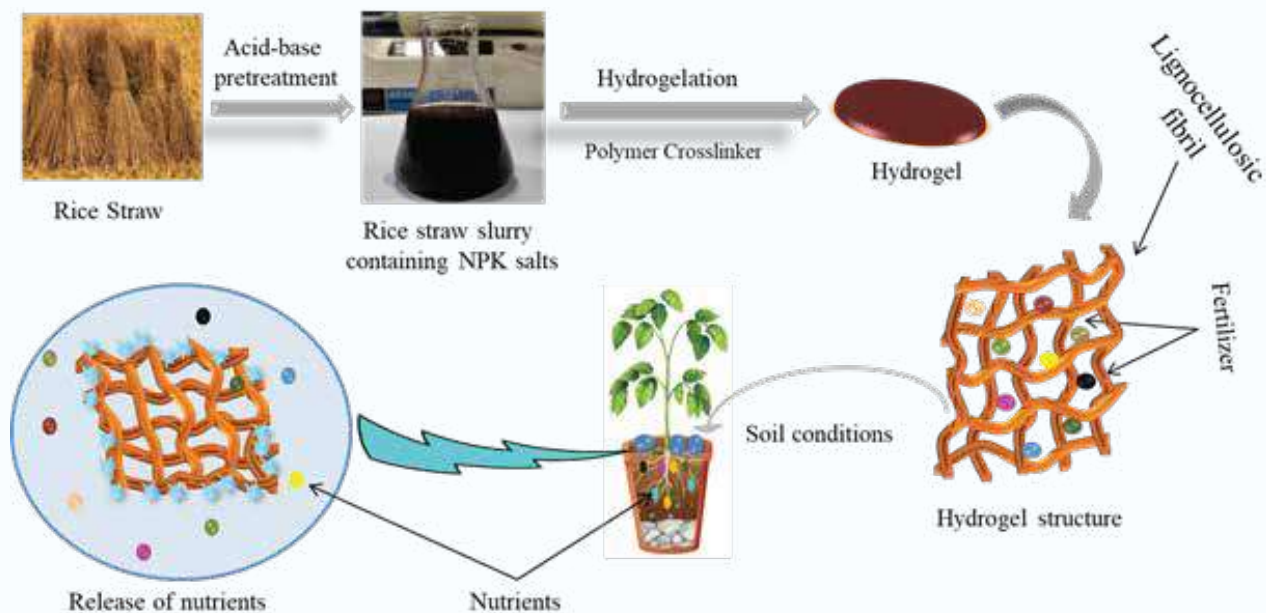 Acid-base
pretreatment
Hydrogelation
Polymer Crosslinker
Rice Straw
Rice straw slurry
containing NPK salts
Hydrogel
Lignocellulosic
fibril
Fertilizer
Hydrogel structure
Soil conditions
Nutrients
Release of nutrients